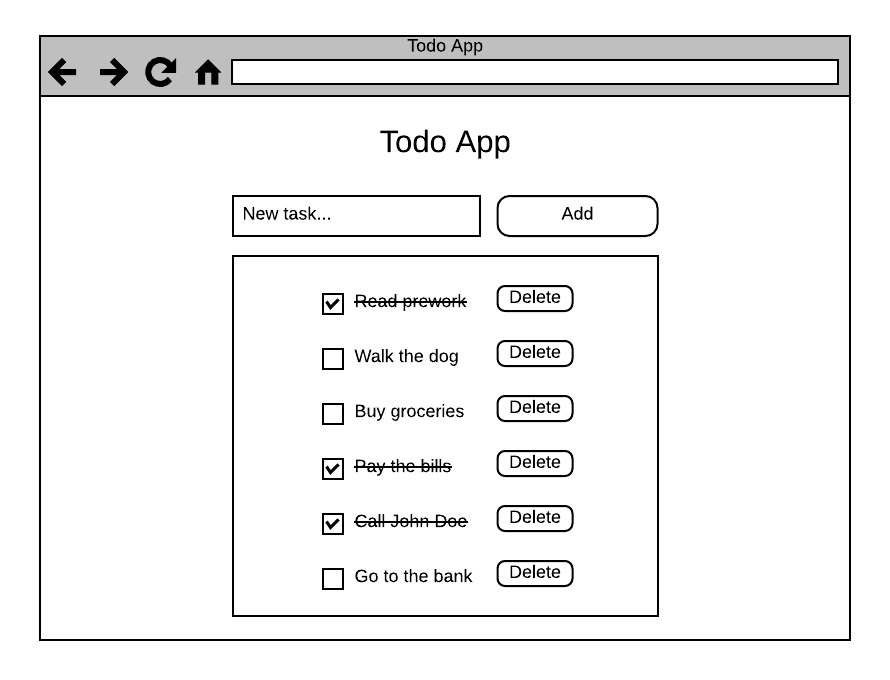 Todo App
Todo App
New task... Add
Read prework Delete
Walk the dog Delete
Buy groceries Delete
Pay the bills Delete
Call John Doe Delete
Go to the bank Delete